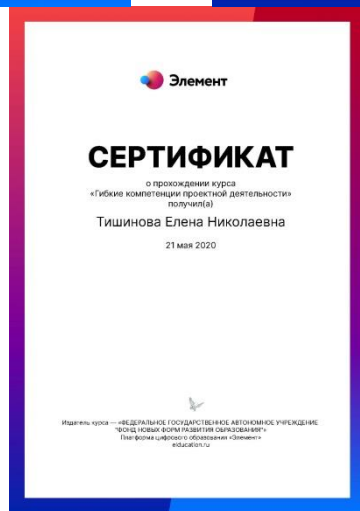 Элемент
СЕРТИФИКАТ
о прохождении курса
«Гибкие компетенции проектной деятельности»
получил(а)
Тишинова Елена Николаевна
21 мая 2020
Издатель курса — «ФЕДЕРАЛЬНОЕ ГОСУДАРСТВЕННОЕ АВТОНОМНОЕ УЧРЕЖДЕНИЕ
"ФОНД НОВЫХ ФОРМ РАЗВИТИЯ ОБРАЗОВАНИЯ"»
Платформа цифрового образования «Элемент»
elducation.ru